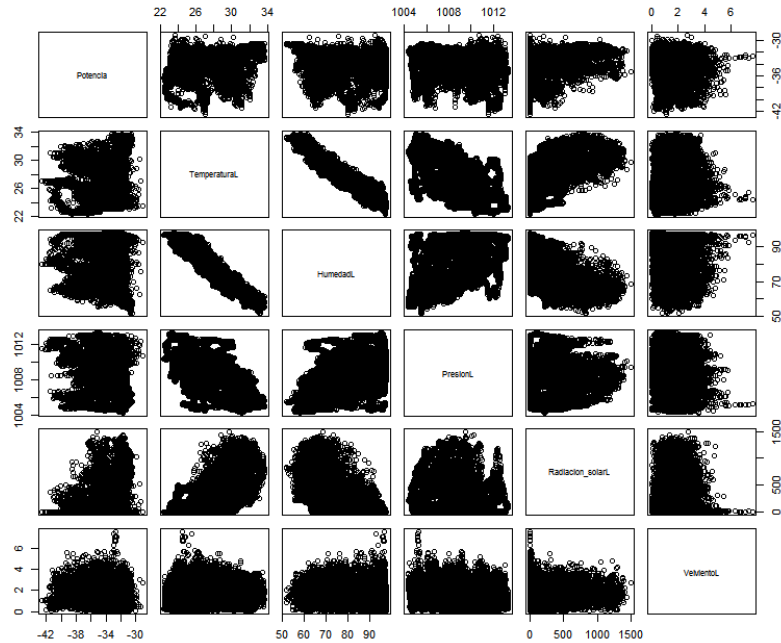 22 26 30 34 1004 1008 1012 0 2 4 6
Potencia -42 -36 -30
22 26 30 34 TemperaturaL
HumedadL 50 70 90
1004 1008 1012 PresionL
Radiacion_solarL 0 500 1500
0 2 4 6 VelvientoL
-42 -38 -34 -30 50 60 70 80 90 0 500 1000 1500